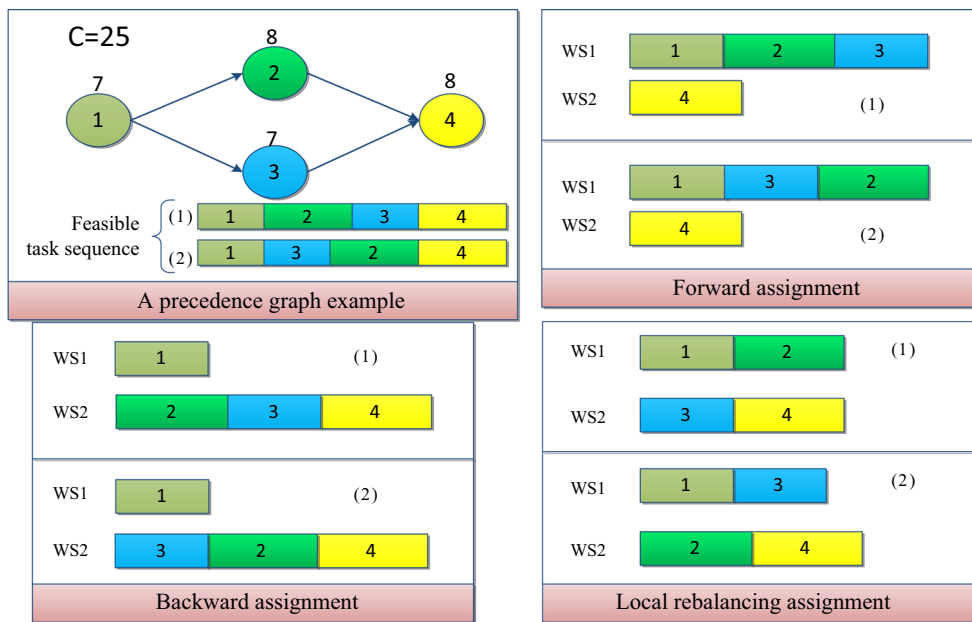 C=25
7
1
8
2
7
3
8
4
Feasible
task sequence
(1)
1 2 3 4
(2)
1 3 2 4
A precedence graph example
WS1 1 2 3
WS2 4 (1)
WS1 1 3 2
WS2 4 (2)
Forward assignment
WS1 1 (1)
WS2 2 3 4
WS1 1 (2)
WS2 3 2 4
Backward assignment
WS1 1 2 (1)
WS2 3 4
WS1 1 3 (2)
WS2 2 4
Local rebalancing assignment